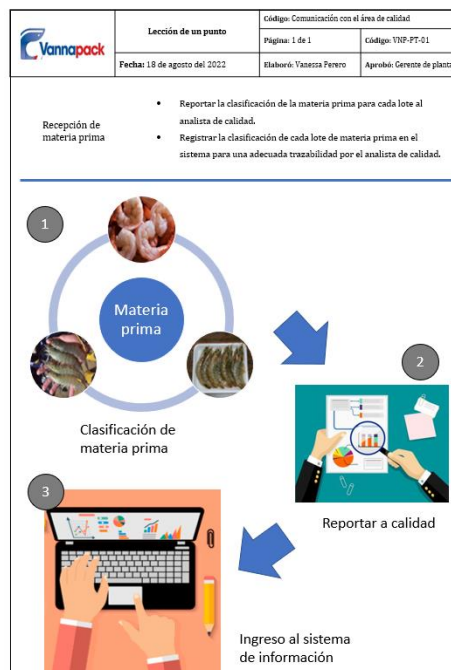 Vannapack
Lección de un punto
Código: Comunicación con el área de calidad
Página: 1 de 1
Código: VNP-PT-01
Fecha: 18 de agosto del 2022
Elaboró: Vanessa Perero
Aprobó: Gerente de planta
Recepción de
materia prima
• Reportar la clasificación de la materia prima para cada lote al
analista de calidad.
• Registrar la clasificación de cada lote de materia prima en el
sistema para una adecuada trazabilidad por el analista de calidad.
1
Materia
prima
Clasificación de
materia prima
2
Reportar a calidad
3
Ingreso al sistema
de información